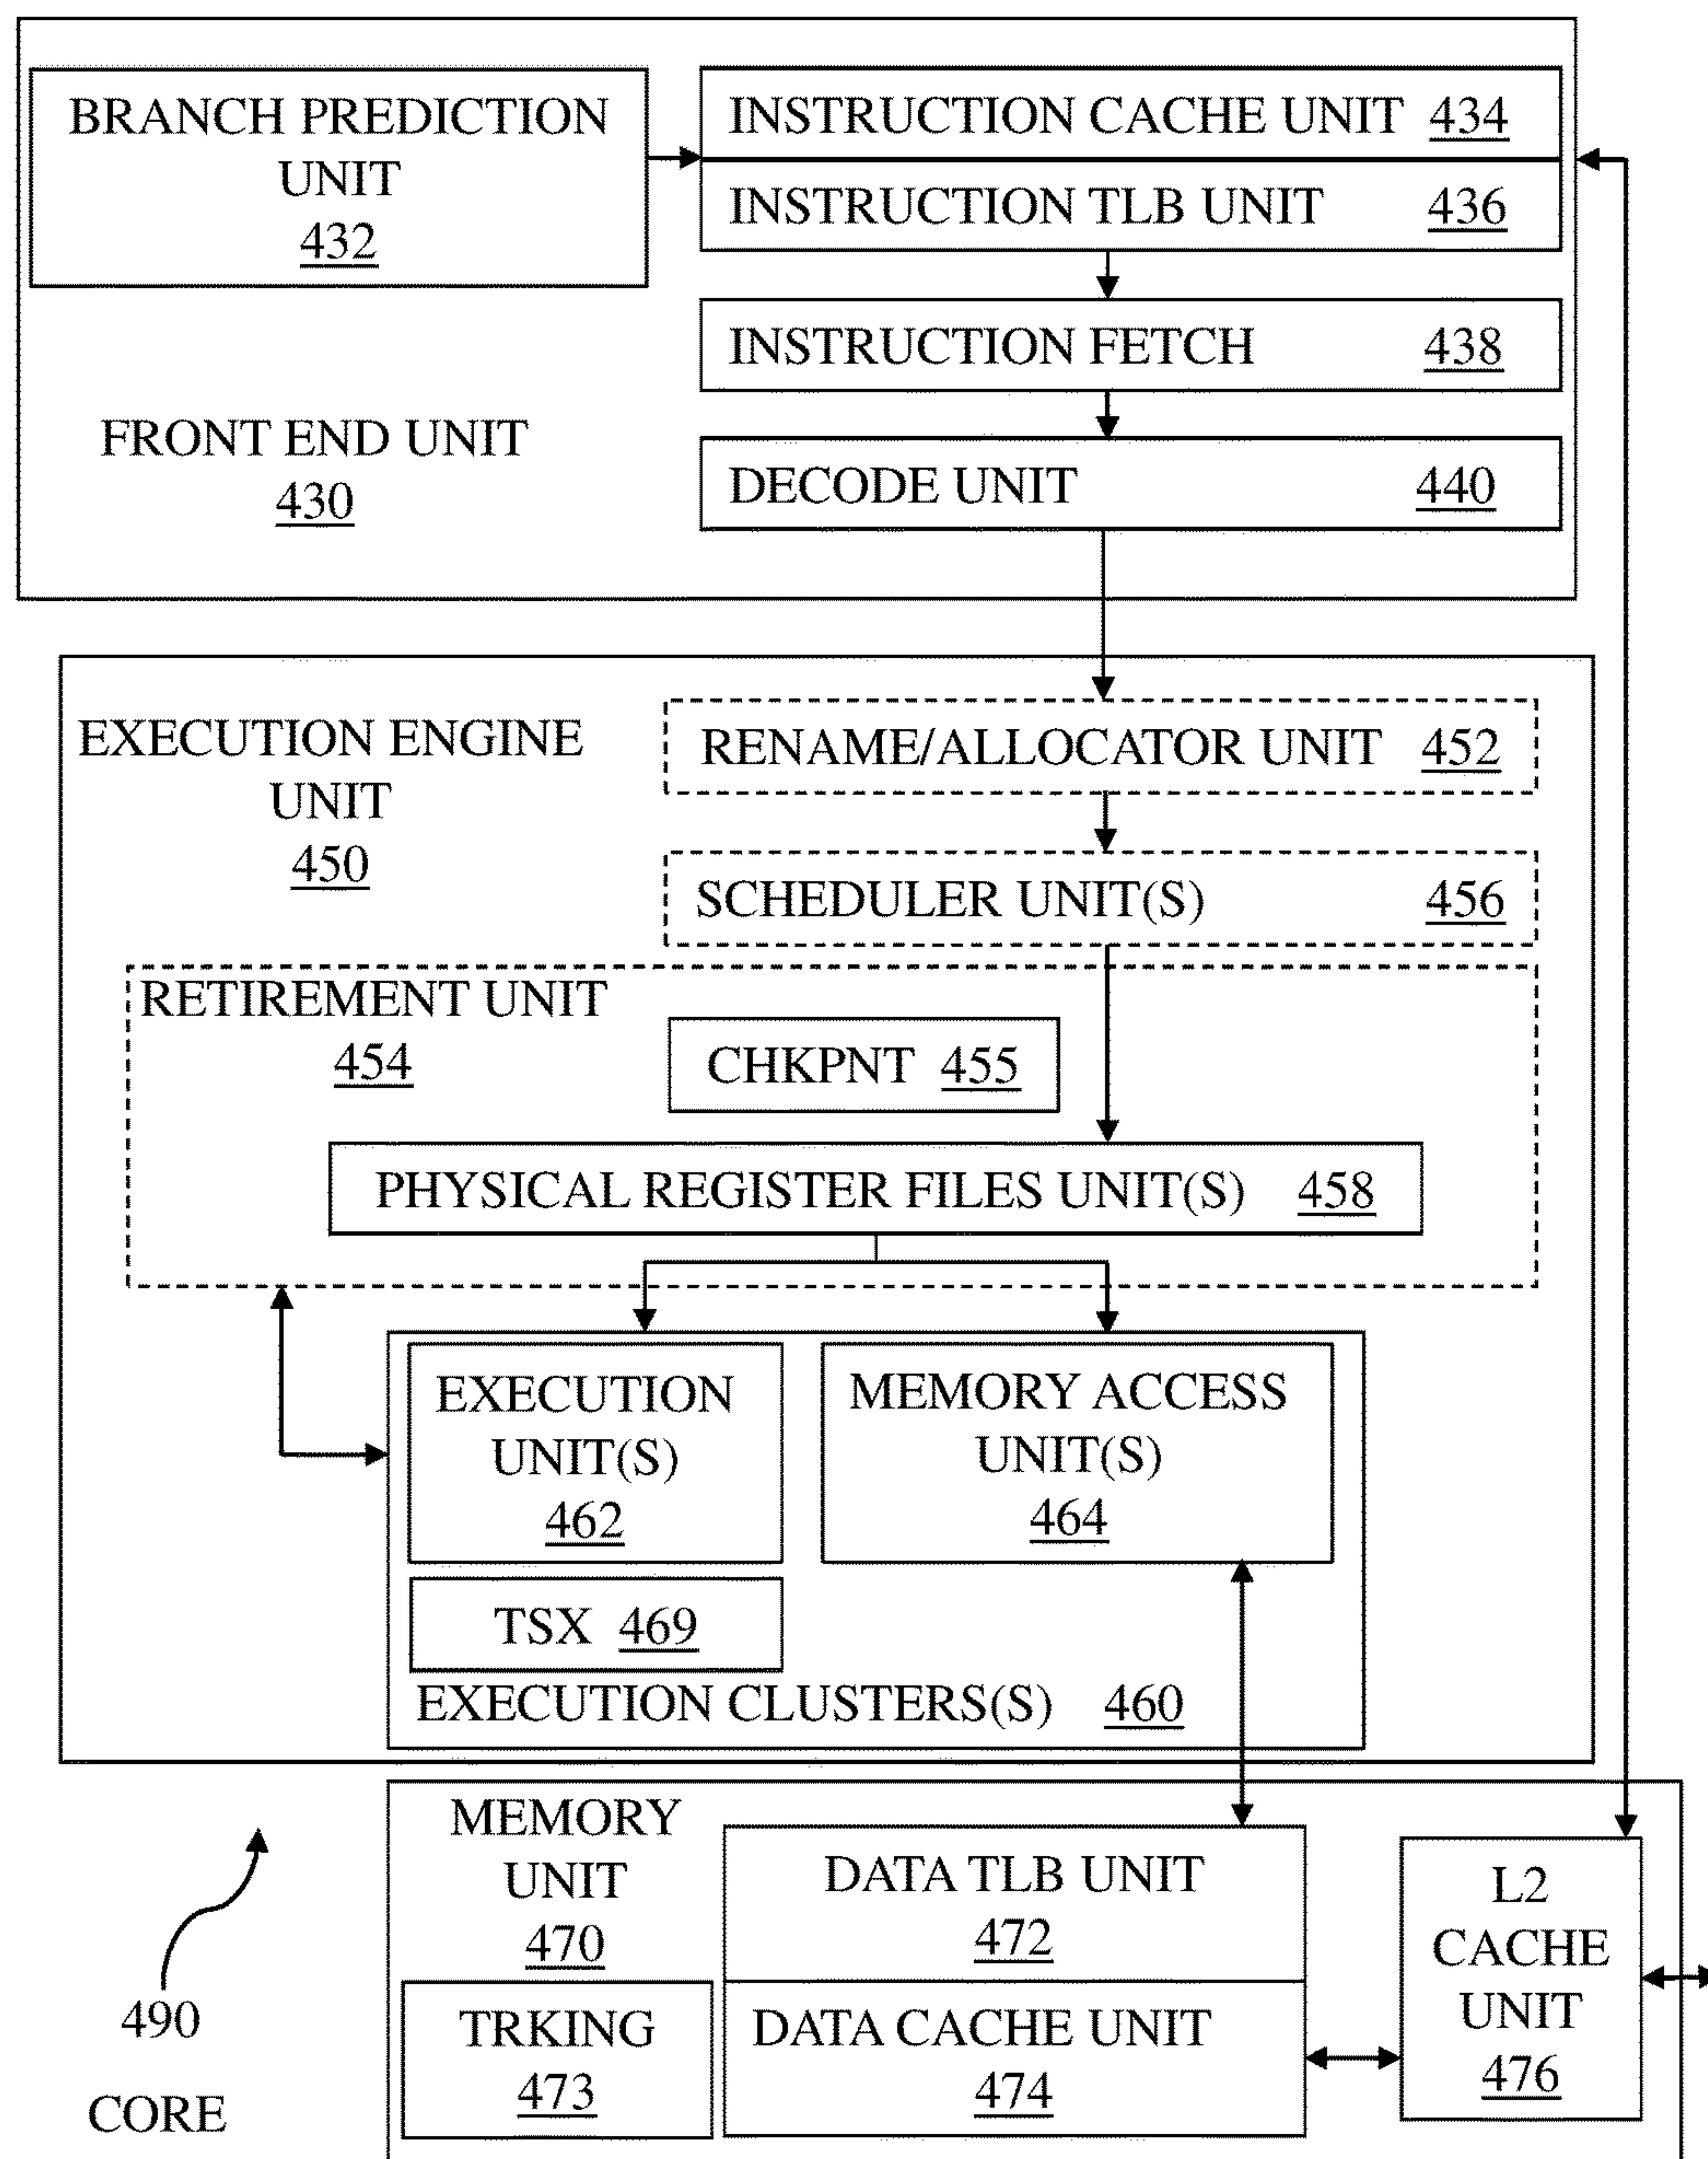 BRANCH PREDICTION
UNIT
432
INSTRUCTION CACHE UNIT 434
INSTRUCTION TLB UNIT 436
INSTRUCTION FETCH 438
FRONT END UNIT
430
DECODE UNIT 440
EXECUTION ENGINE
UNIT
450
RENAME/ALLOCATOR UNIT 452
SCHEDULER UNIT(S) 456
RETIREMENT UNIT
454
CHKPNT 455
PHYSICAL REGISTER FILES UNIT(S) 458
EXECUTION
UNIT(S)
462
MEMORY ACCESS
UNIT(S)
464
TSX 469
EXECUTION CLUSTERS(S) 460
MEMORY
UNIT
470
DATA TLB UNIT
472
L2
CACHE
UNIT
476
TRKING
473
DATA CACHE UNIT
474
490
CORE